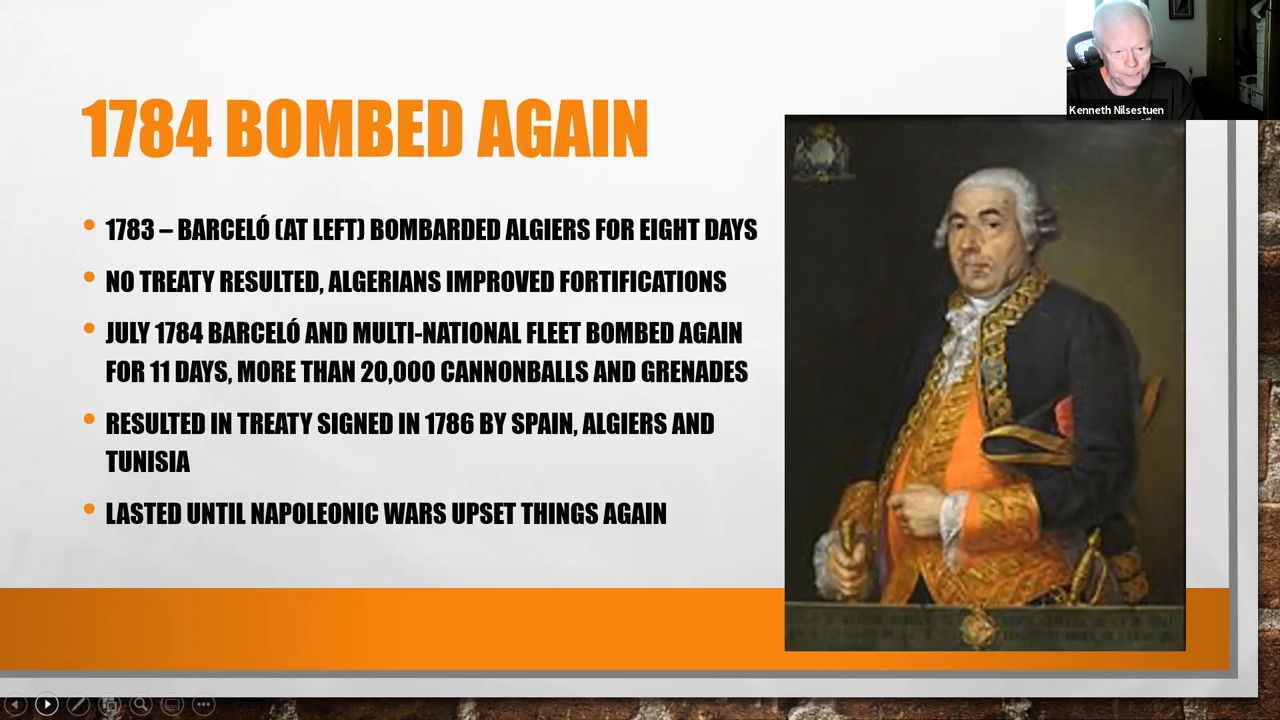 Kenneth Nilsestuen
1784 BOMBED AGAIN
• 1783 – BARCELÓ (AT LEFT) BOMBARDED ALGIERS FOR EIGHT DAYS
• NO TREATY RESULTED, ALGERIANS IMPROVED FORTIFICATIONS
• JULY 1784 BARCELÓ AND MULTI-NATIONAL FLEET BOMBED AGAIN
FOR 11 DAYS, MORE THAN 20,000 CANNONBALLS AND GRENADES
• RESULTED IN TREATY SIGNED IN 1786 BY SPAIN, ALGIERS AND
TUNISIA
• LASTED UNTIL NAPOLEONIC WARS UPSET THINGS AGAIN